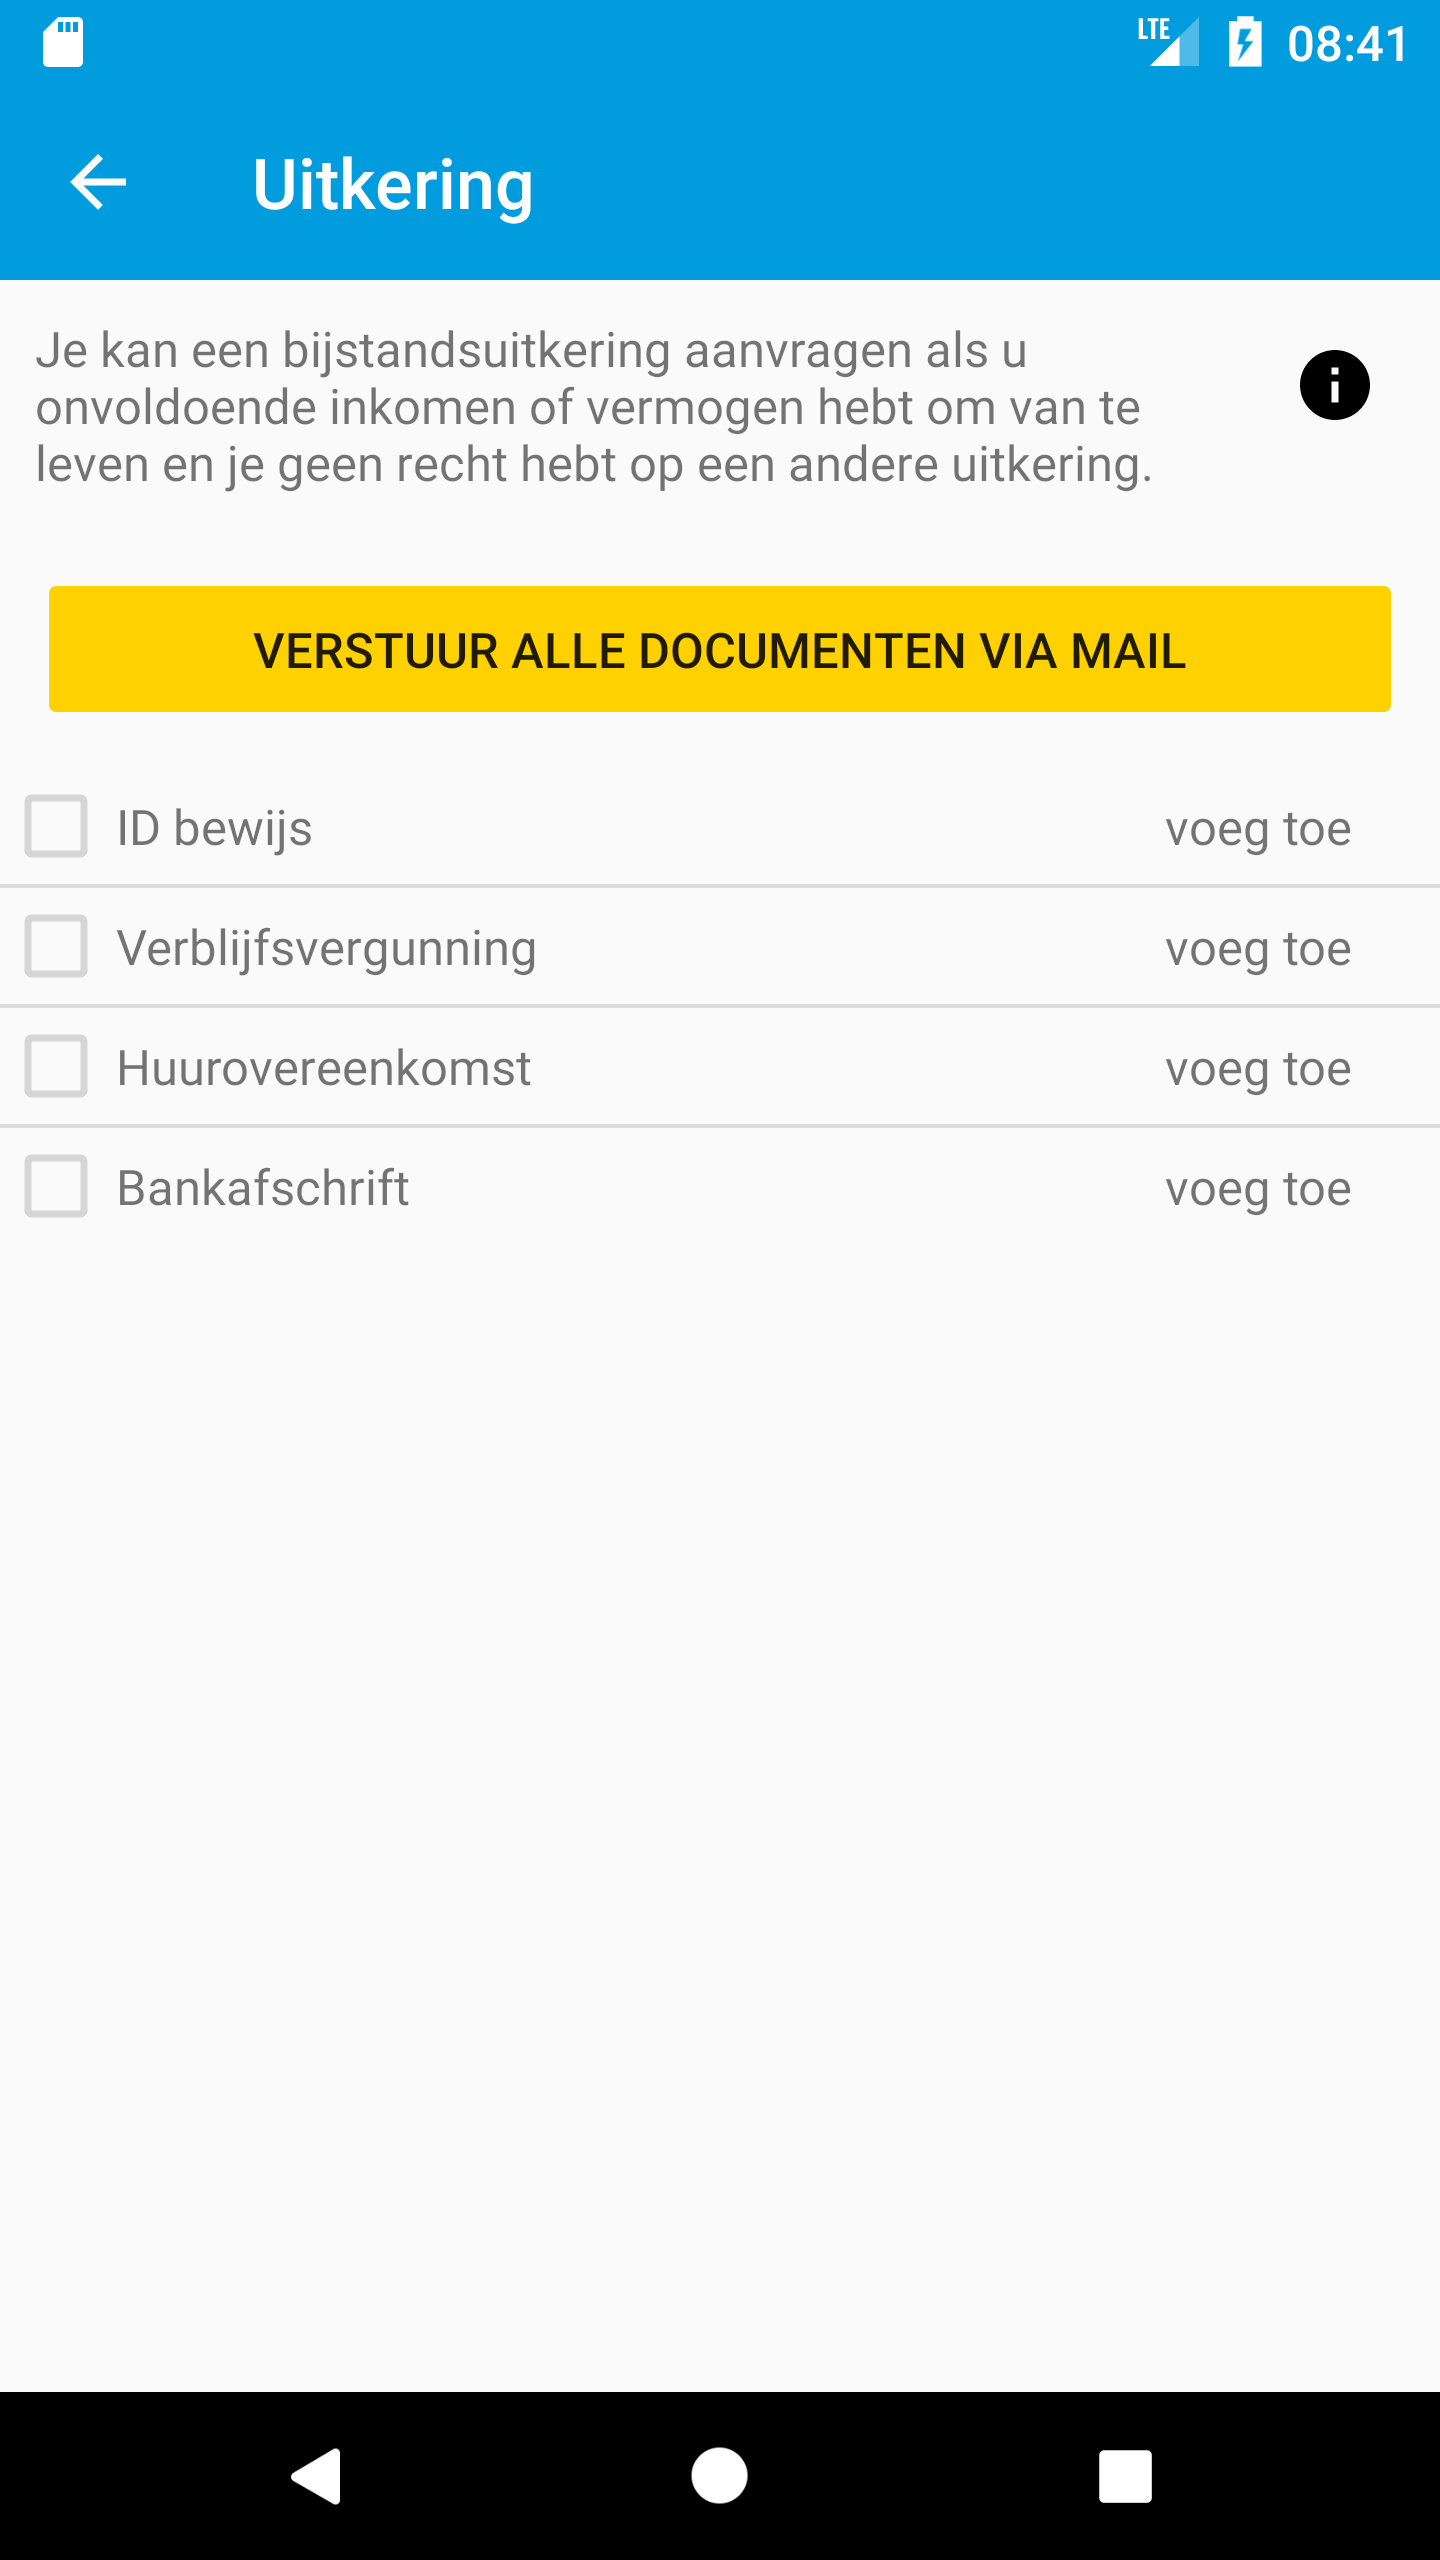 LTE 08:41
Uitkering
Je kan een bijstandsuitkering aanvragen als u
onvoldoende inkomen of vermogen hebt om van te
leven en je geen recht hebt op een andere uitkering.
VERSTUUR ALLE DOCUMENTEN VIA MAIL
ID bewijs voeg toe
Verblijfsvergunning voeg toe
Huurovereenkomst voeg toe
Bankafschrift voeg toe